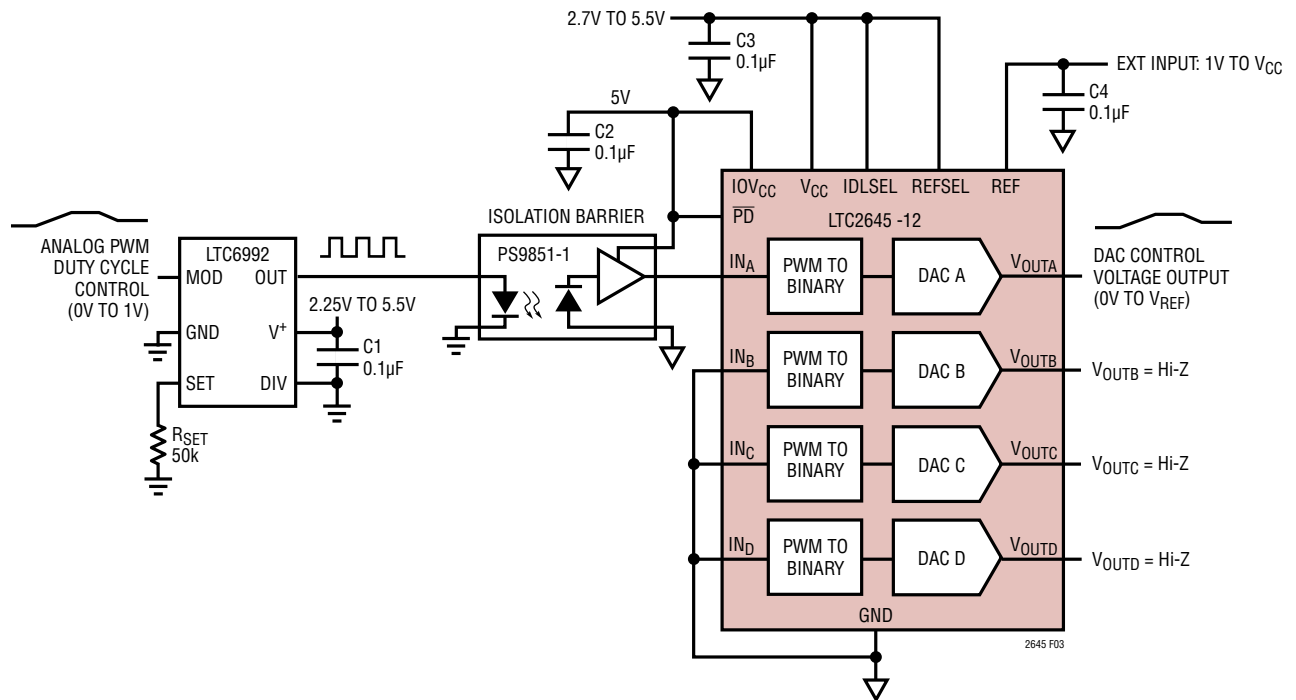 2.7V TO 5.5V
C3
0.1µF
EXT INPUT: 1V TO VCC
C4
0.1µF
5V
C2
0.1µF
IOVCC
VCC
IDLSEL
REFSEL
REF
PD
LTC2645 -12
ISOLATION BARRIER
PS9851-1
ANALOG PWM
DUTY CYCLE
CONTROL
(0V TO 1V)
LTC6992
MOD
OUT
GND
V+
SET
DIV
2.25V TO 5.5V
C1
0.1µF
RSET
50k
INA
PWM TO
BINARY
DAC A
VOUTA
DAC CONTROL
VOLTAGE OUTPUT
(0V TO VREF)
INB
PWM TO
BINARY
DAC B
VOUTB
VOUTB = Hi-Z
INC
PWM TO
BINARY
DAC C
VOUTC
VOUTC = Hi-Z
IND
PWM TO
BINARY
DAC D
VOUTD
VOUTD = Hi-Z
GND
2645 F03